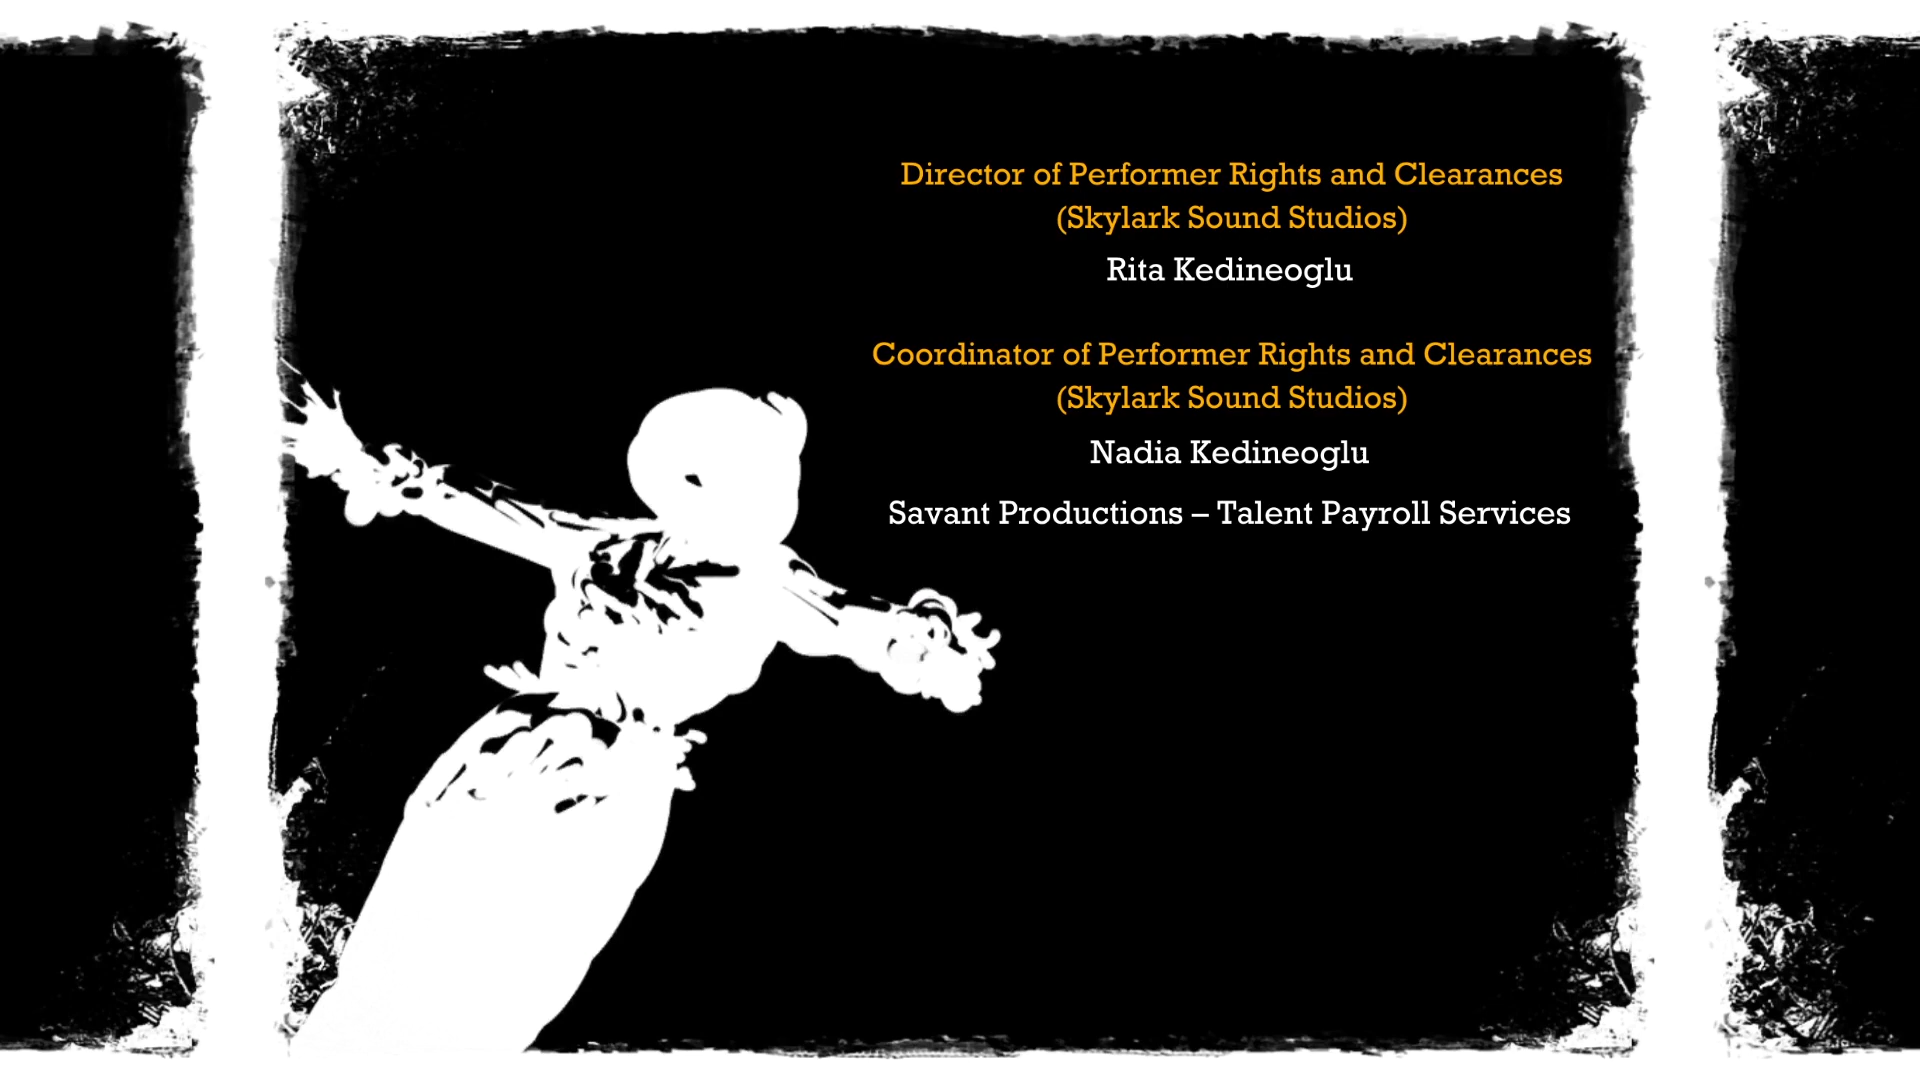 Director of Performer Rights and Clearances
(Skylark Sound Studios)
Rita Kedineoglu
Coordinator of Performer Rights and Clearances
(Skylark Sound Studios)
Nadia Kedineoglu
Savant Productions – Talent Payroll Services